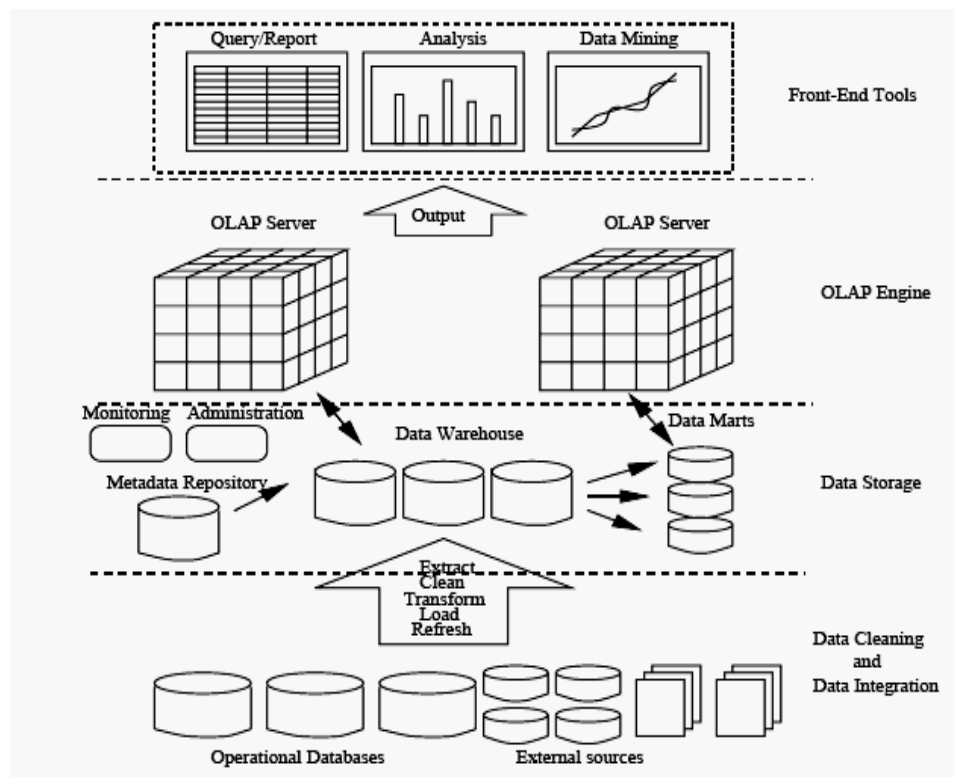 Query/Report
Analysis
Data Mining
Front-End Tools
Output
OLAP Server
OLAP Server
OLAP Engine
Monitoring
Administration
Data Marts
Data Warehouse
Metadata Repository
Data Storage
Extract
Clean
Transform
Load
Refresh
Data Cleaning
and
Data Integration
Operational Databases
External sources